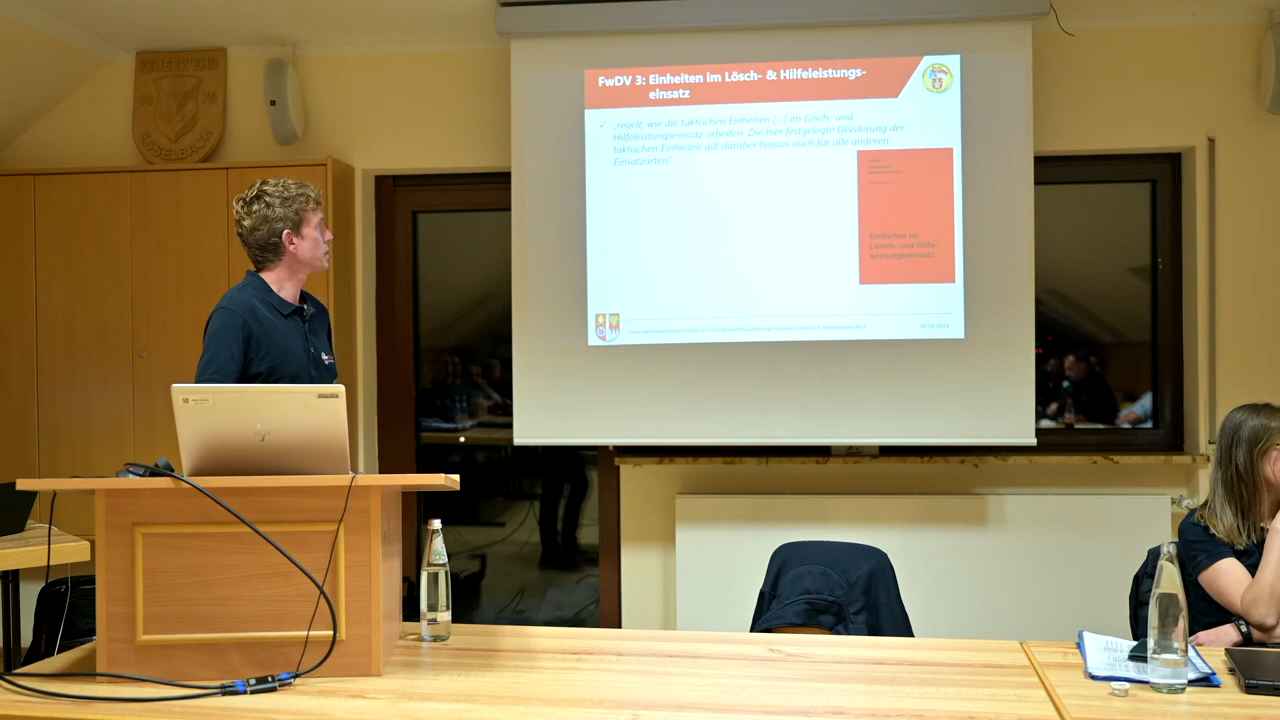 FEUERWEHR
1875
ESSELBACH
FwDV 3: Einheiten im Lösch- & Hilfeleistungs-
einsatz
✓ „regelt, wie die taktischen Einheiten [...] im Lösch- und
Hilfeleistungseinsatz arbeiten. Die hier festgelegte Gliederung der
taktischen Einheiten gilt darüber hinaus auch für alle anderen
Einsatzarten."
Einheiten im
Lösch- und Hilfe-
leistungseinsatz
hp